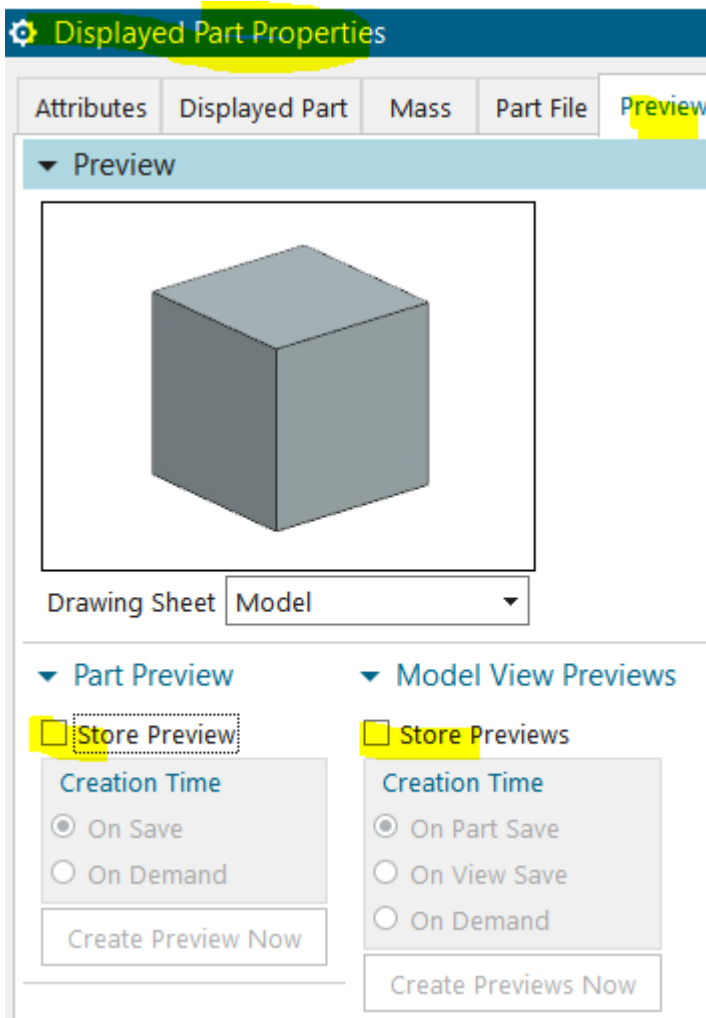 Displayed Part Properties
Attributes Displayed Part Mass Part File Preview
Preview
Drawing Sheet Model
Part Preview
Store Preview
Creation Time
On Save
On Demand
Create Preview Now
Model View Previews
Store Previews
Creation Time
On Part Save
On View Save
On Demand
Create Previews Now